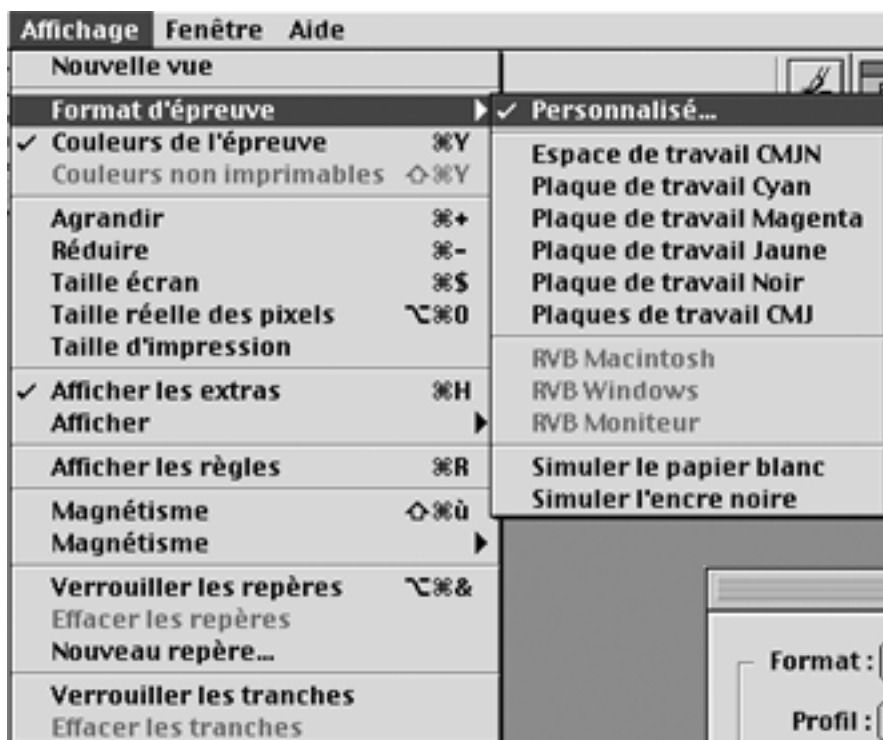 Affichage Fenêtre Aide
Nouvelle vue
Format d'épreuve
✓ Couleurs de l'épreuve ⌘Y
Couleurs non imprimables ⇧⌘Y
Agrandir ⌘+
Réduire ⌘-
Taille écran ⌘$
Taille réelle des pixels ⌥⌘0
Taille d'impression
✓ Afficher les extras ⌘H
Afficher
Afficher les règles ⌘R
Magnétisme ⇧⌘ù
Magnétisme
Verrouiller les repères ⌥⌘&
Effacer les repères
Nouveau repère...
Verrouiller les tranches
Effacer les tranches
✓ Personnalisé...
Espace de travail CMJN
Plaque de travail Cyan
Plaque de travail Magenta
Plaque de travail Jaune
Plaque de travail Noir
Plaques de travail CMJ
RVB Macintosh
RVB Windows
RVB Moniteur
Simuler le papier blanc
Simuler l'encre noire
Format :
Profil :